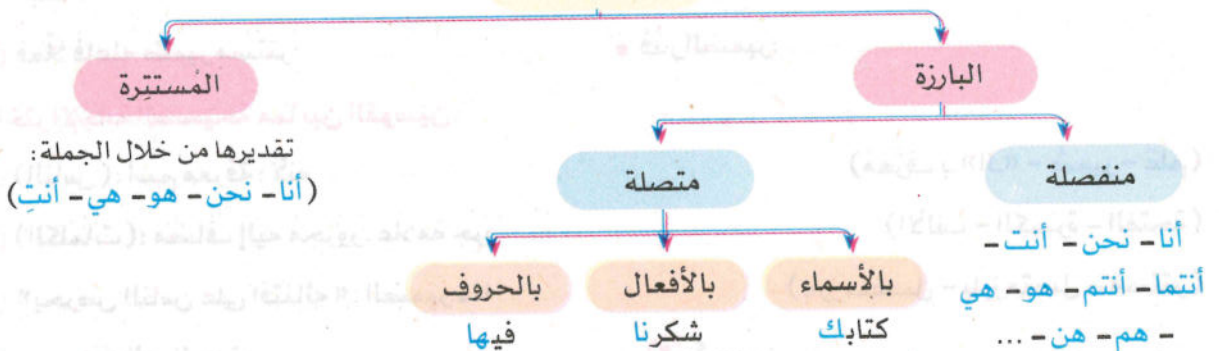 البارزة
المُستتِرة
تقديرها من خلال الجملة:
(أنا - نحن - هو - هي - أنتِ)
منفصلة
متصلة
أنا - نحن - أنت -
أنتما - أنتم - هو - هي
- هم - هن - ...
بالأسماء
بالأفعال
بالحروف
كتابك
شكرنا
فيها